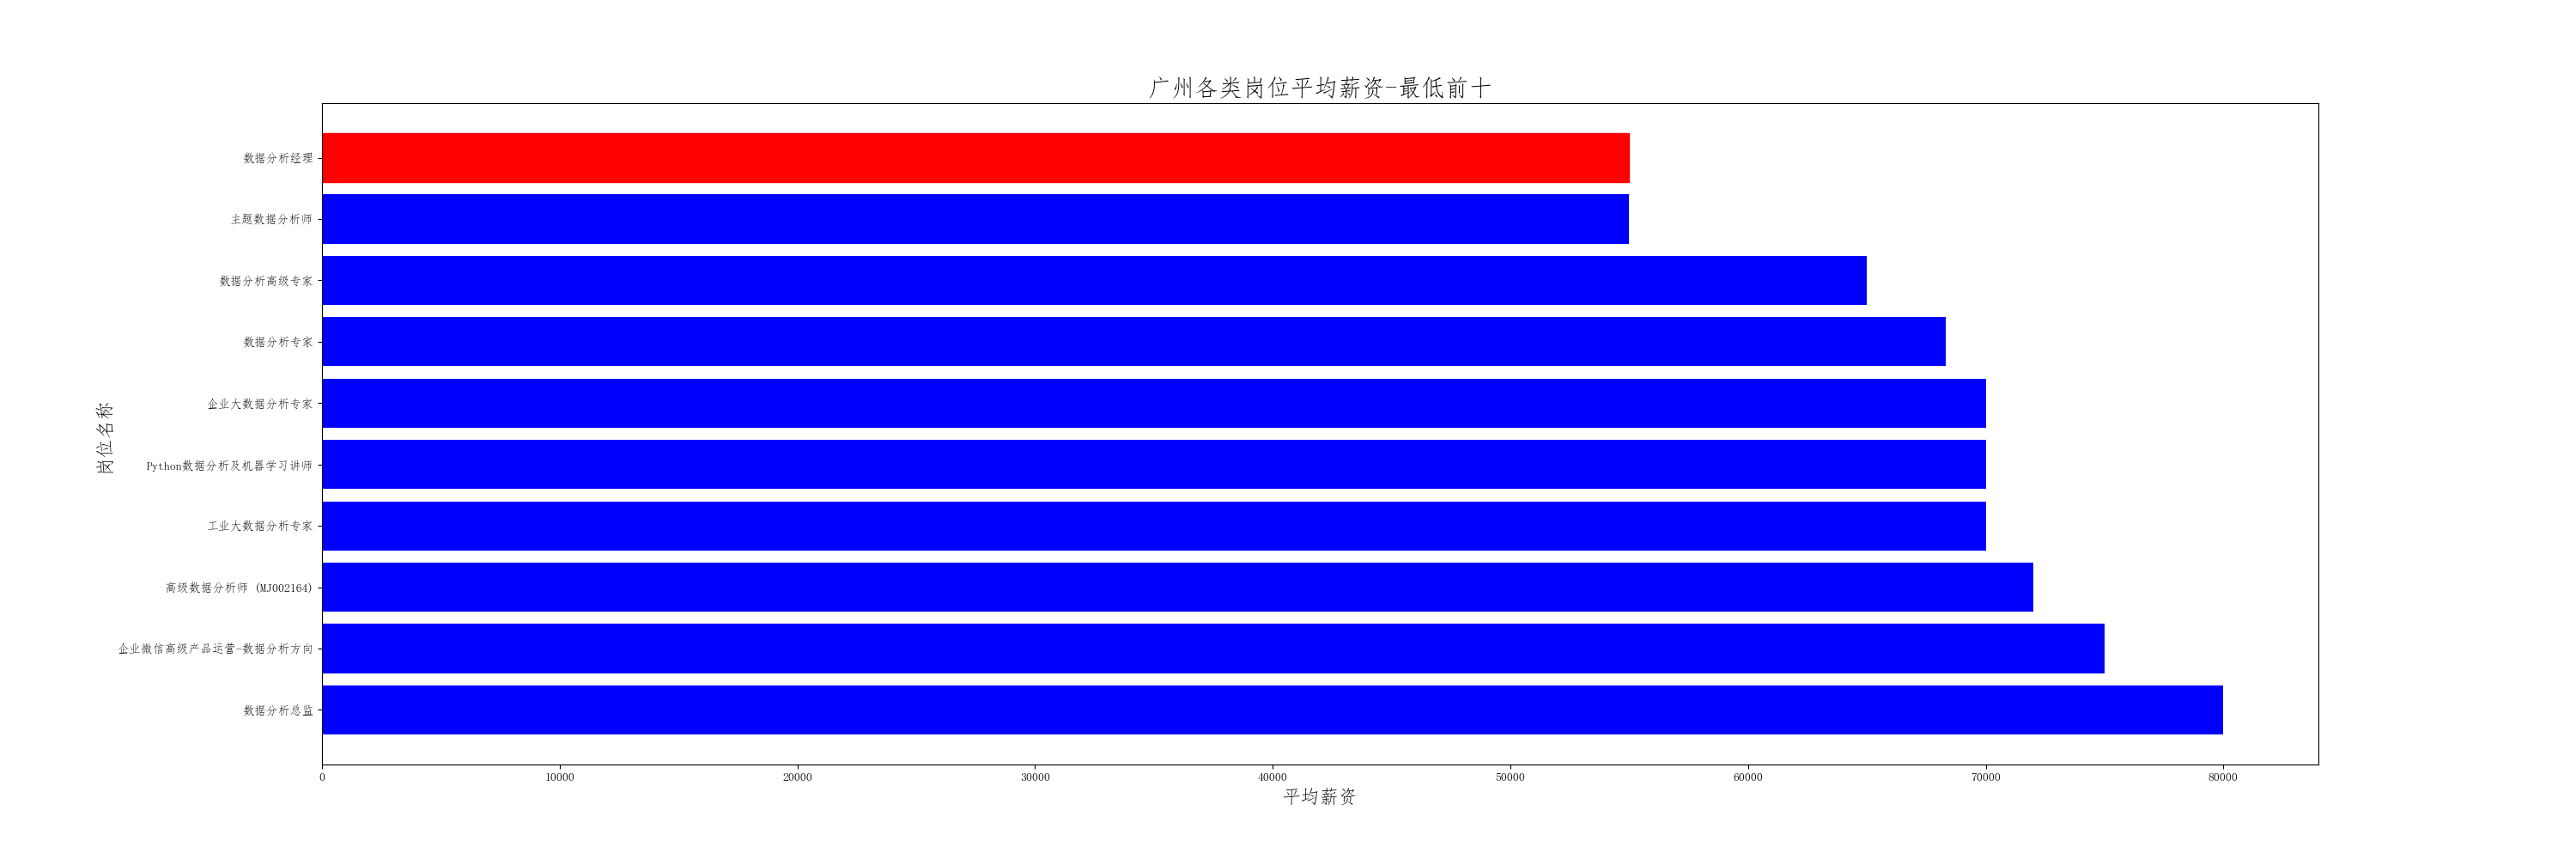 广州各类岗位平均薪资-最低前十
数据分析经理
主题数据分析师
数据分析高级专家
数据分析专家
企业大数据分析专家
Python数据分析及机器学习讲师
工业大数据分析专家
高级数据分析师 (MJ002164)
企业微信高级产品运营-数据分析方向
数据分析总监
岗位名称
0 10000 20000 30000 40000 50000 60000 70000 80000
平均薪资